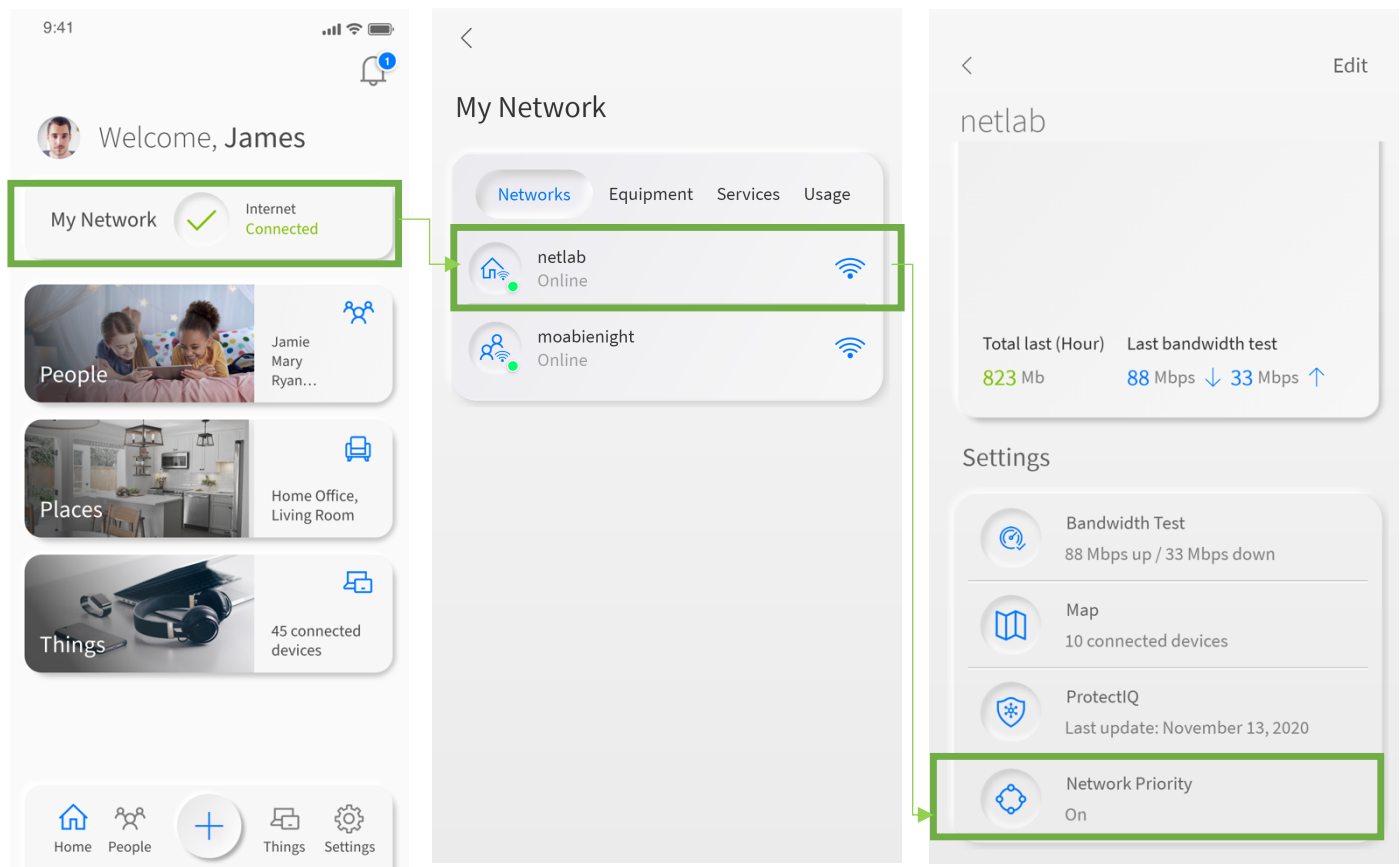 9:41
1
Welcome, James
My Network
Internet
Connected
People
Jamie
Mary
Ryan...
Places
Home Office,
Living Room
Things
45 connected
devices
Home
People
Things
Settings
My Network
Networks
Equipment
Services
Usage
netlab
Online
moabienight
Online
Edit
netlab
Total last (Hour)
Last bandwidth test
823 Mb
88 Mbps ↓ 33 Mbps ↑
Settings
Bandwidth Test
88 Mbps up / 33 Mbps down
Map
10 connected devices
ProtectIQ
Last update: November 13, 2020
Network Priority
On